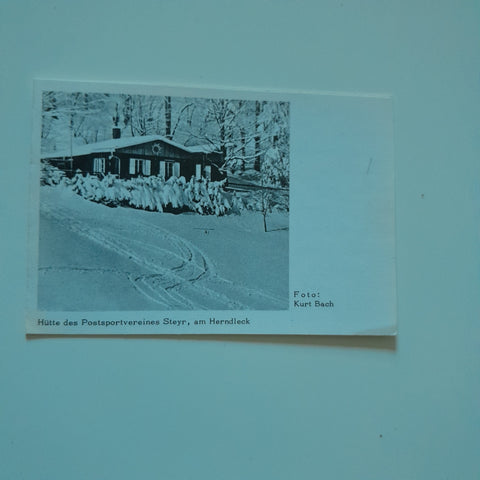 Foto:
Kurt Bach
Hütte des Postsportvereines Steyr, am Herndleck